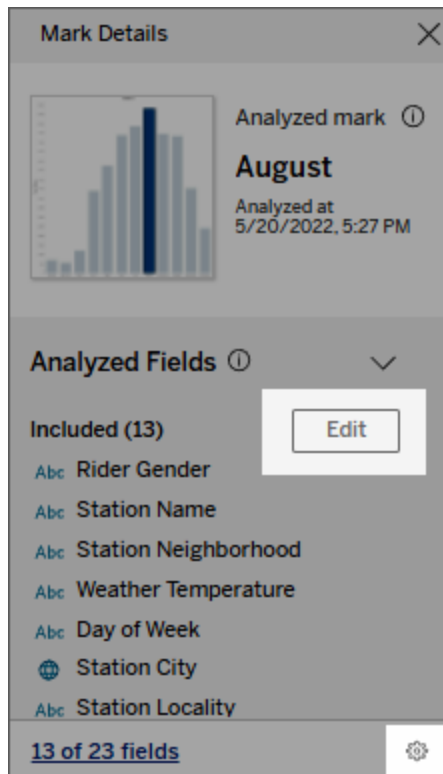 Mark Details
Analyzed mark
August
Analyzed at
5/20/2022, 5:27 PM
Analyzed Fields
Included (13)
Edit
Abc Rider Gender
Abc Station Name
Abc Station Neighborhood
Abc Weather Temperature
Abc Day of Week
Station City
Abc Station Locality
13 of 23 fields